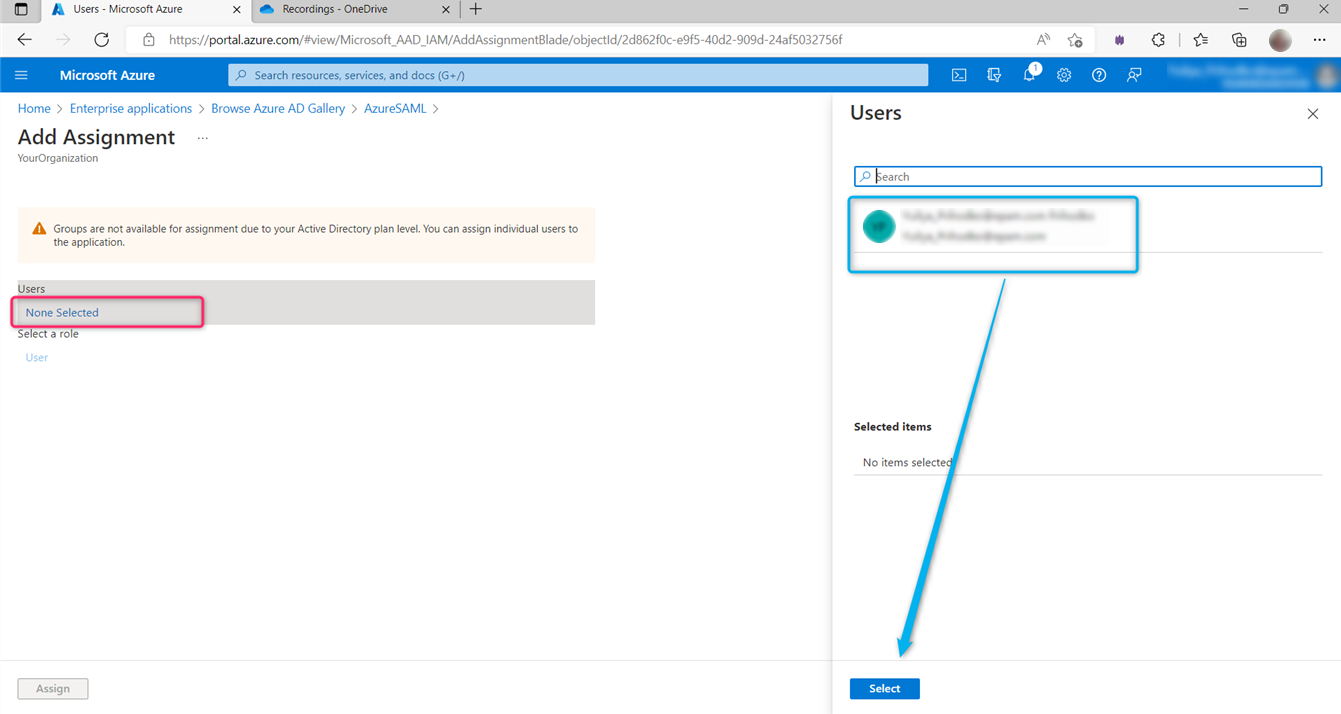 Users - Microsoft Azure
Recordings - OneDrive
https://portal.azure.com/#view/Microsoft_AAD_IAM/AddAssignmentBlade/objectId/2d862f0c-e9f5-40d2-909d-24af5032756f
Microsoft Azure
Search resources, services, and docs (G+/)
1
Home > Enterprise applications > Browse Azure AD Gallery > AzureSAML >
Add Assignment ...
YourOrganization
Groups are not available for assignment due to your Active Directory plan level. You can assign individual users to
the application.
Users
None Selected
Select a role
User
Assign
Users
Search
Selected items
No items selected
Select